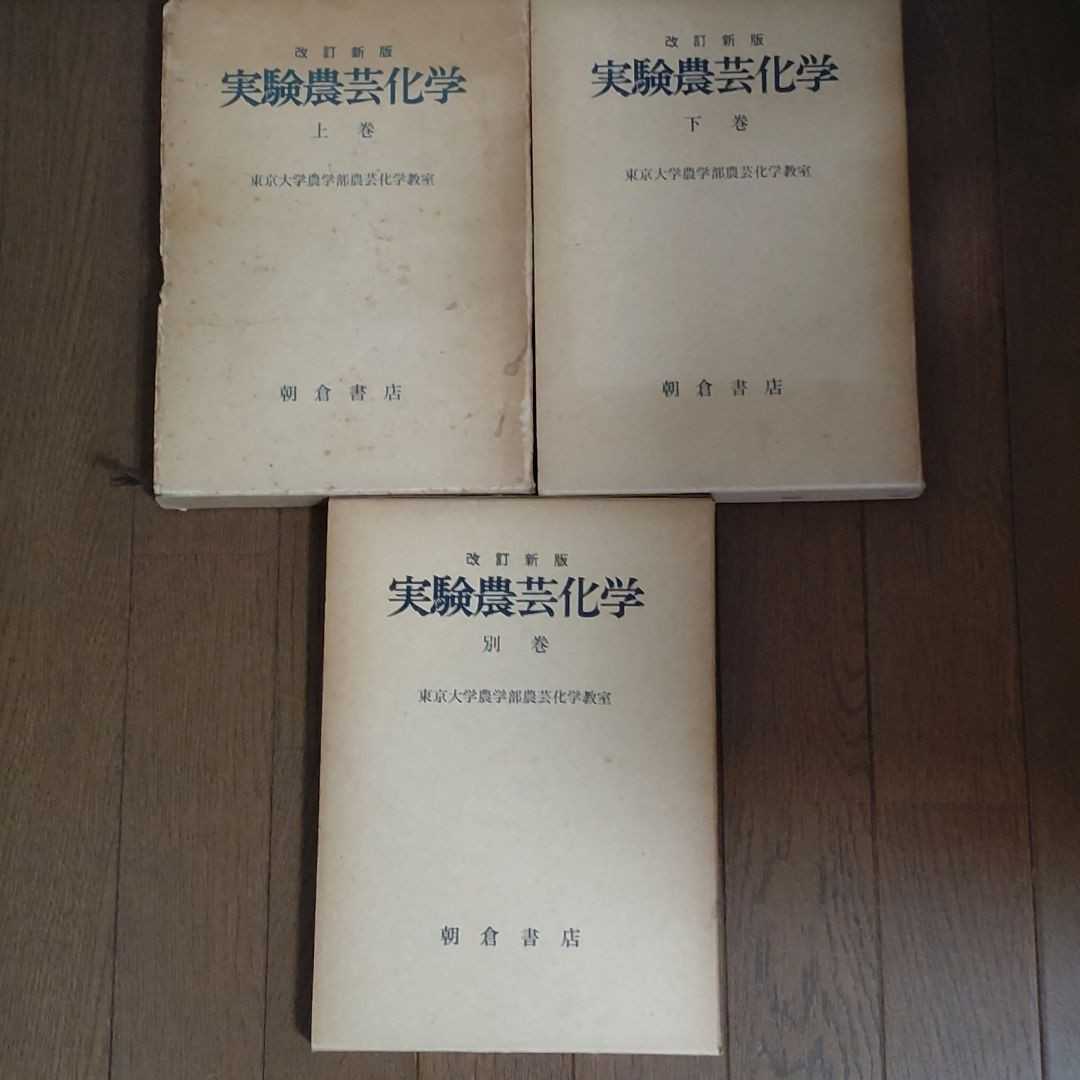 改訂新版
実験農芸化学
上巻
東京大学農学部農芸化学教室
朝倉書店
改訂新版
実験農芸化学
下巻
東京大学農学部農芸化学教室
朝倉書店
改訂新版
実験農芸化学
別巻
東京大学農学部農芸化学教室
朝倉書店